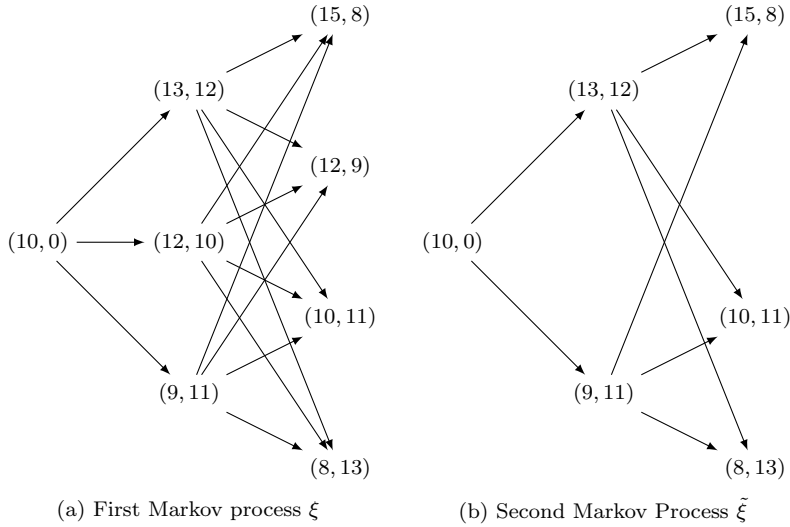 (15, 8) (15, 8)
(13, 12) (13, 12)
(12, 9)
(10, 0) (12, 10) (10, 0)
(10, 11) (10, 11)
(9, 11) (9, 11)
(8, 13) (8, 13)
(a) First Markov process ξ
(b) Second Markov Process ξ̃